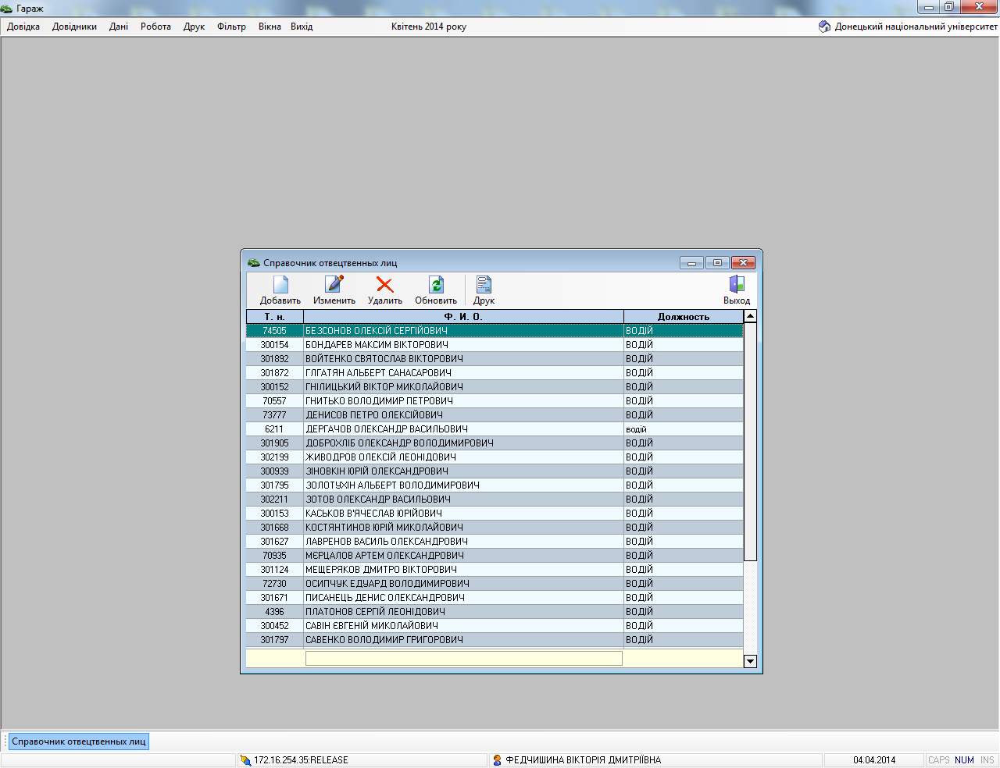 Гараж
Довідка Довідники Дані Робота Друк Фільтр Вікна Вихід Квітень 2014 року Донецький національний університет
Справочник отвецтвенных лиц
Добавить Изменить Удалить Обновить Друк Выход
Т. н. Ф. И. О. Должность
74505 БЕЗСОНОВ ОЛЕКСІЙ СЕРГІЙОВИЧ ВОДІЙ
300154 БОНДАРЕВ МАКСИМ ВІКТОРОВИЧ ВОДІЙ
301892 ВОЙТЕНКО СВЯТОСЛАВ ВІКТОРОВИЧ ВОДІЙ
301872 ГЛГАТЯН АЛЬБЕРТ САНАСАРОВИЧ ВОДІЙ
300152 ГНІЛИЦЬКИЙ ВІКТОР МИКОЛАЙОВИЧ ВОДІЙ
70557 ГНИТЬКО ВОЛОДИМИР ПЕТРОВИЧ ВОДІЙ
73777 ДЕНИСОВ ПЕТРО ОЛЕКСІЙОВИЧ ВОДІЙ
6211 ДЕРГАЧОВ ОЛЕКСАНДР ВАСИЛЬОВИЧ водій
301905 ДОБРОХЛІБ ОЛЕКСАНДР ВОЛОДИМИРОВИЧ ВОДІЙ
302199 ЖИВОДРОВ ОЛЕКСІЙ ЛЕОНІДОВИЧ ВОДІЙ
300939 ЗІНОВКІН ЮРІЙ ОЛЕКСАНДРОВИЧ ВОДІЙ
301795 ЗОЛОТУХІН АЛЬБЕРТ ВОЛОДИМИРОВИЧ ВОДІЙ
302211 ЗОТОВ ОЛЕКСАНДР ВАСИЛЬОВИЧ ВОДІЙ
300153 КАСЬКОВ В'ЯЧЕСЛАВ ЮРІЙОВИЧ ВОДІЙ
301668 КОСТЯНТИНОВ ЮРІЙ МИКОЛАЙОВИЧ ВОДІЙ
301627 ЛАВРЕНОВ ВАСИЛЬ ОЛЕКСАНДРОВИЧ ВОДІЙ
70935 МЄРЦАЛОВ АРТЕМ ОЛЕКСАНДРОВИЧ ВОДІЙ
301124 МЕЩЕРЯКОВ ДМИТРО ВІКТОРОВИЧ ВОДІЙ
72730 ОСИПЧУК ЕДУАРД ВОЛОДИМИРОВИЧ ВОДІЙ
301671 ПИСАНЕЦЬ ДЕНИС ОЛЕКСАНДРОВИЧ ВОДІЙ
4396 ПЛАТОНОВ СЕРГІЙ ЛЕОНІДОВИЧ ВОДІЙ
300452 САВІН ЄВГЕНІЙ МИКОЛАЙОВИЧ ВОДІЙ
301797 САВЕНКО ВОЛОДИМИР ГРИГОРОВИЧ ВОДІЙ
Справочник отвецтвенных лиц
172.16.254.35:RELEASE ФЕДЧИШИНА ВІКТОРІЯ ДМИТРІЇВНА 04.04.2014 CAPS NUM INS